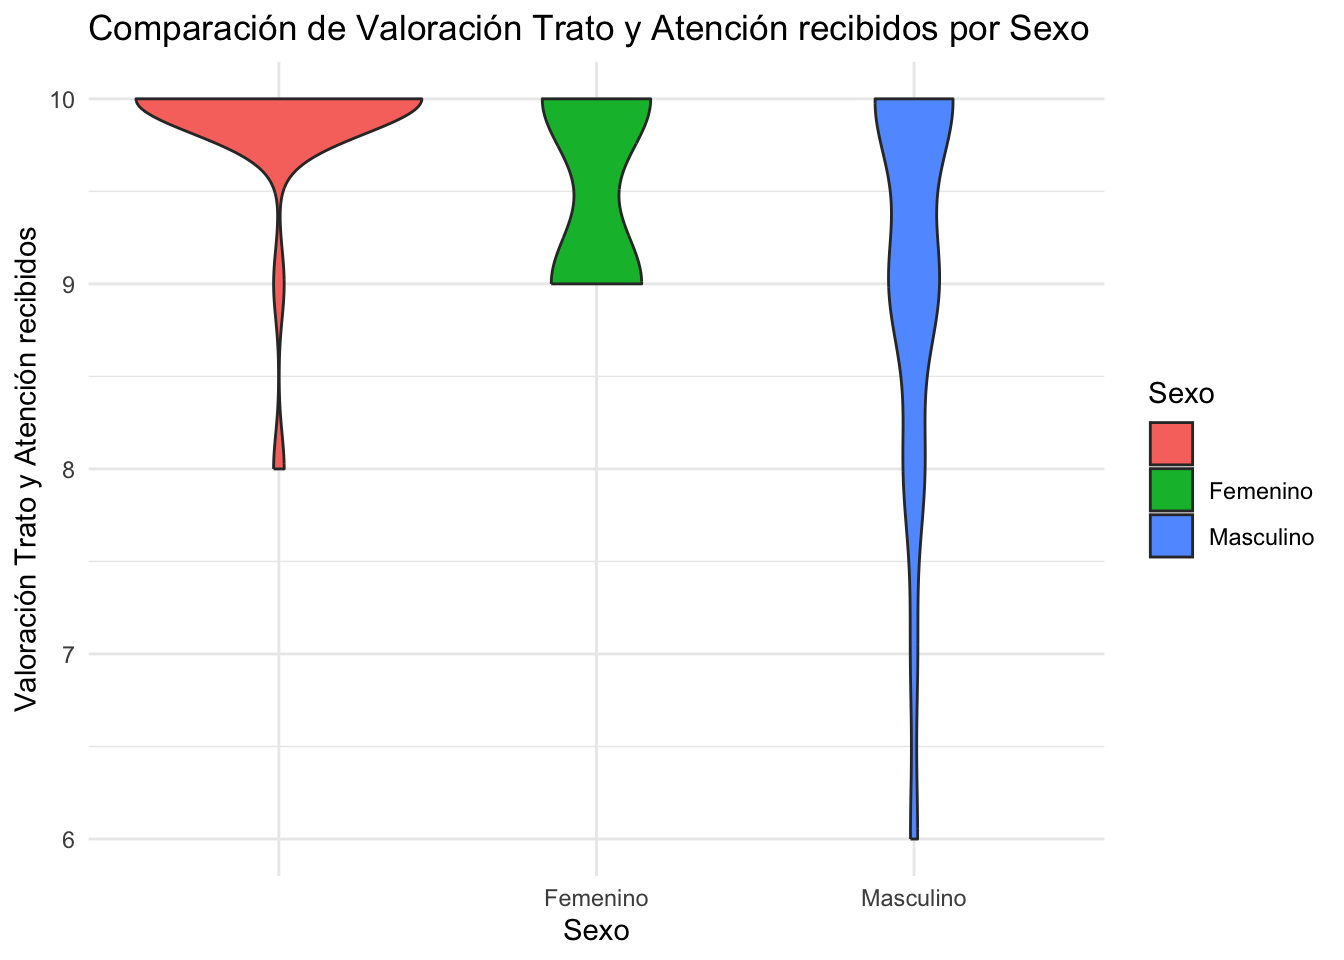 Comparación de Valoración Trato y Atención recibidos por Sexo
Valoración Trato y Atención recibidos
10
9
8
7
6
Femenino
Masculino
Sexo
Sexo
Femenino
Masculino